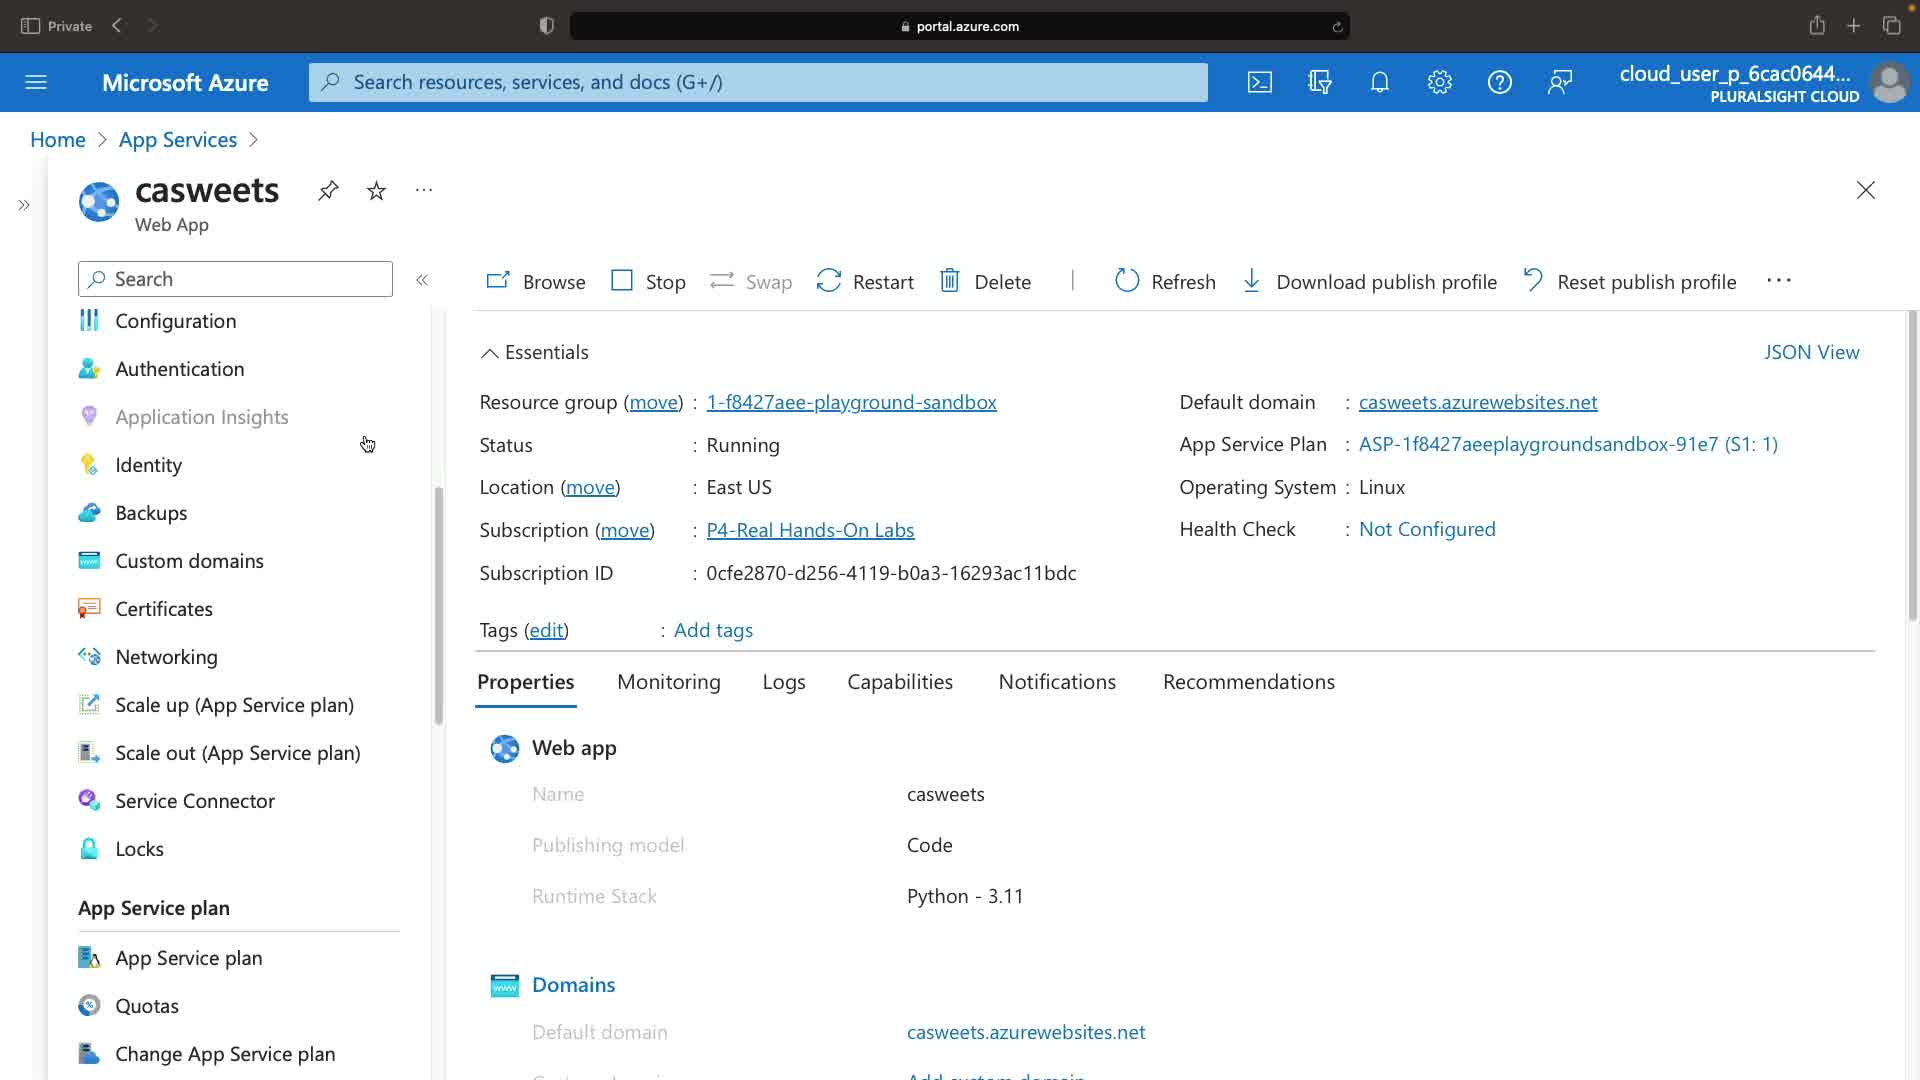 Private
portal.azure.com
Microsoft Azure
Search resources, services, and docs (G+/)
cloud_user_p_6cac0644...
PLURALSIGHT CLOUD
Home > App Services >
casweets
Web App
Search
Configuration
Authentication
Application Insights
Identity
Backups
Custom domains
Certificates
Networking
Scale up (App Service plan)
Scale out (App Service plan)
Service Connector
Locks
App Service plan
App Service plan
Quotas
Change App Service plan
Browse Stop Swap Restart Delete | Refresh Download publish profile Reset publish profile ...
Essentials
JSON View
Resource group (move) : 1-f8427aee-playground-sandbox
Status : Running
Location (move) : East US
Subscription (move) : P4-Real Hands-On Labs
Subscription ID : 0cfe2870-d256-4119-b0a3-16293ac11bdc
Default domain : casweets.azurewebsites.net
App Service Plan : ASP-1f8427aeeplaygroundsandbox-91e7 (S1: 1)
Operating System : Linux
Health Check : Not Configured
Tags (edit) : Add tags
Properties Monitoring Logs Capabilities Notifications Recommendations
Web app
Name casweets
Publishing model Code
Runtime Stack Python - 3.11
Domains
Default domain casweets.azurewebsites.net
Add custom domain